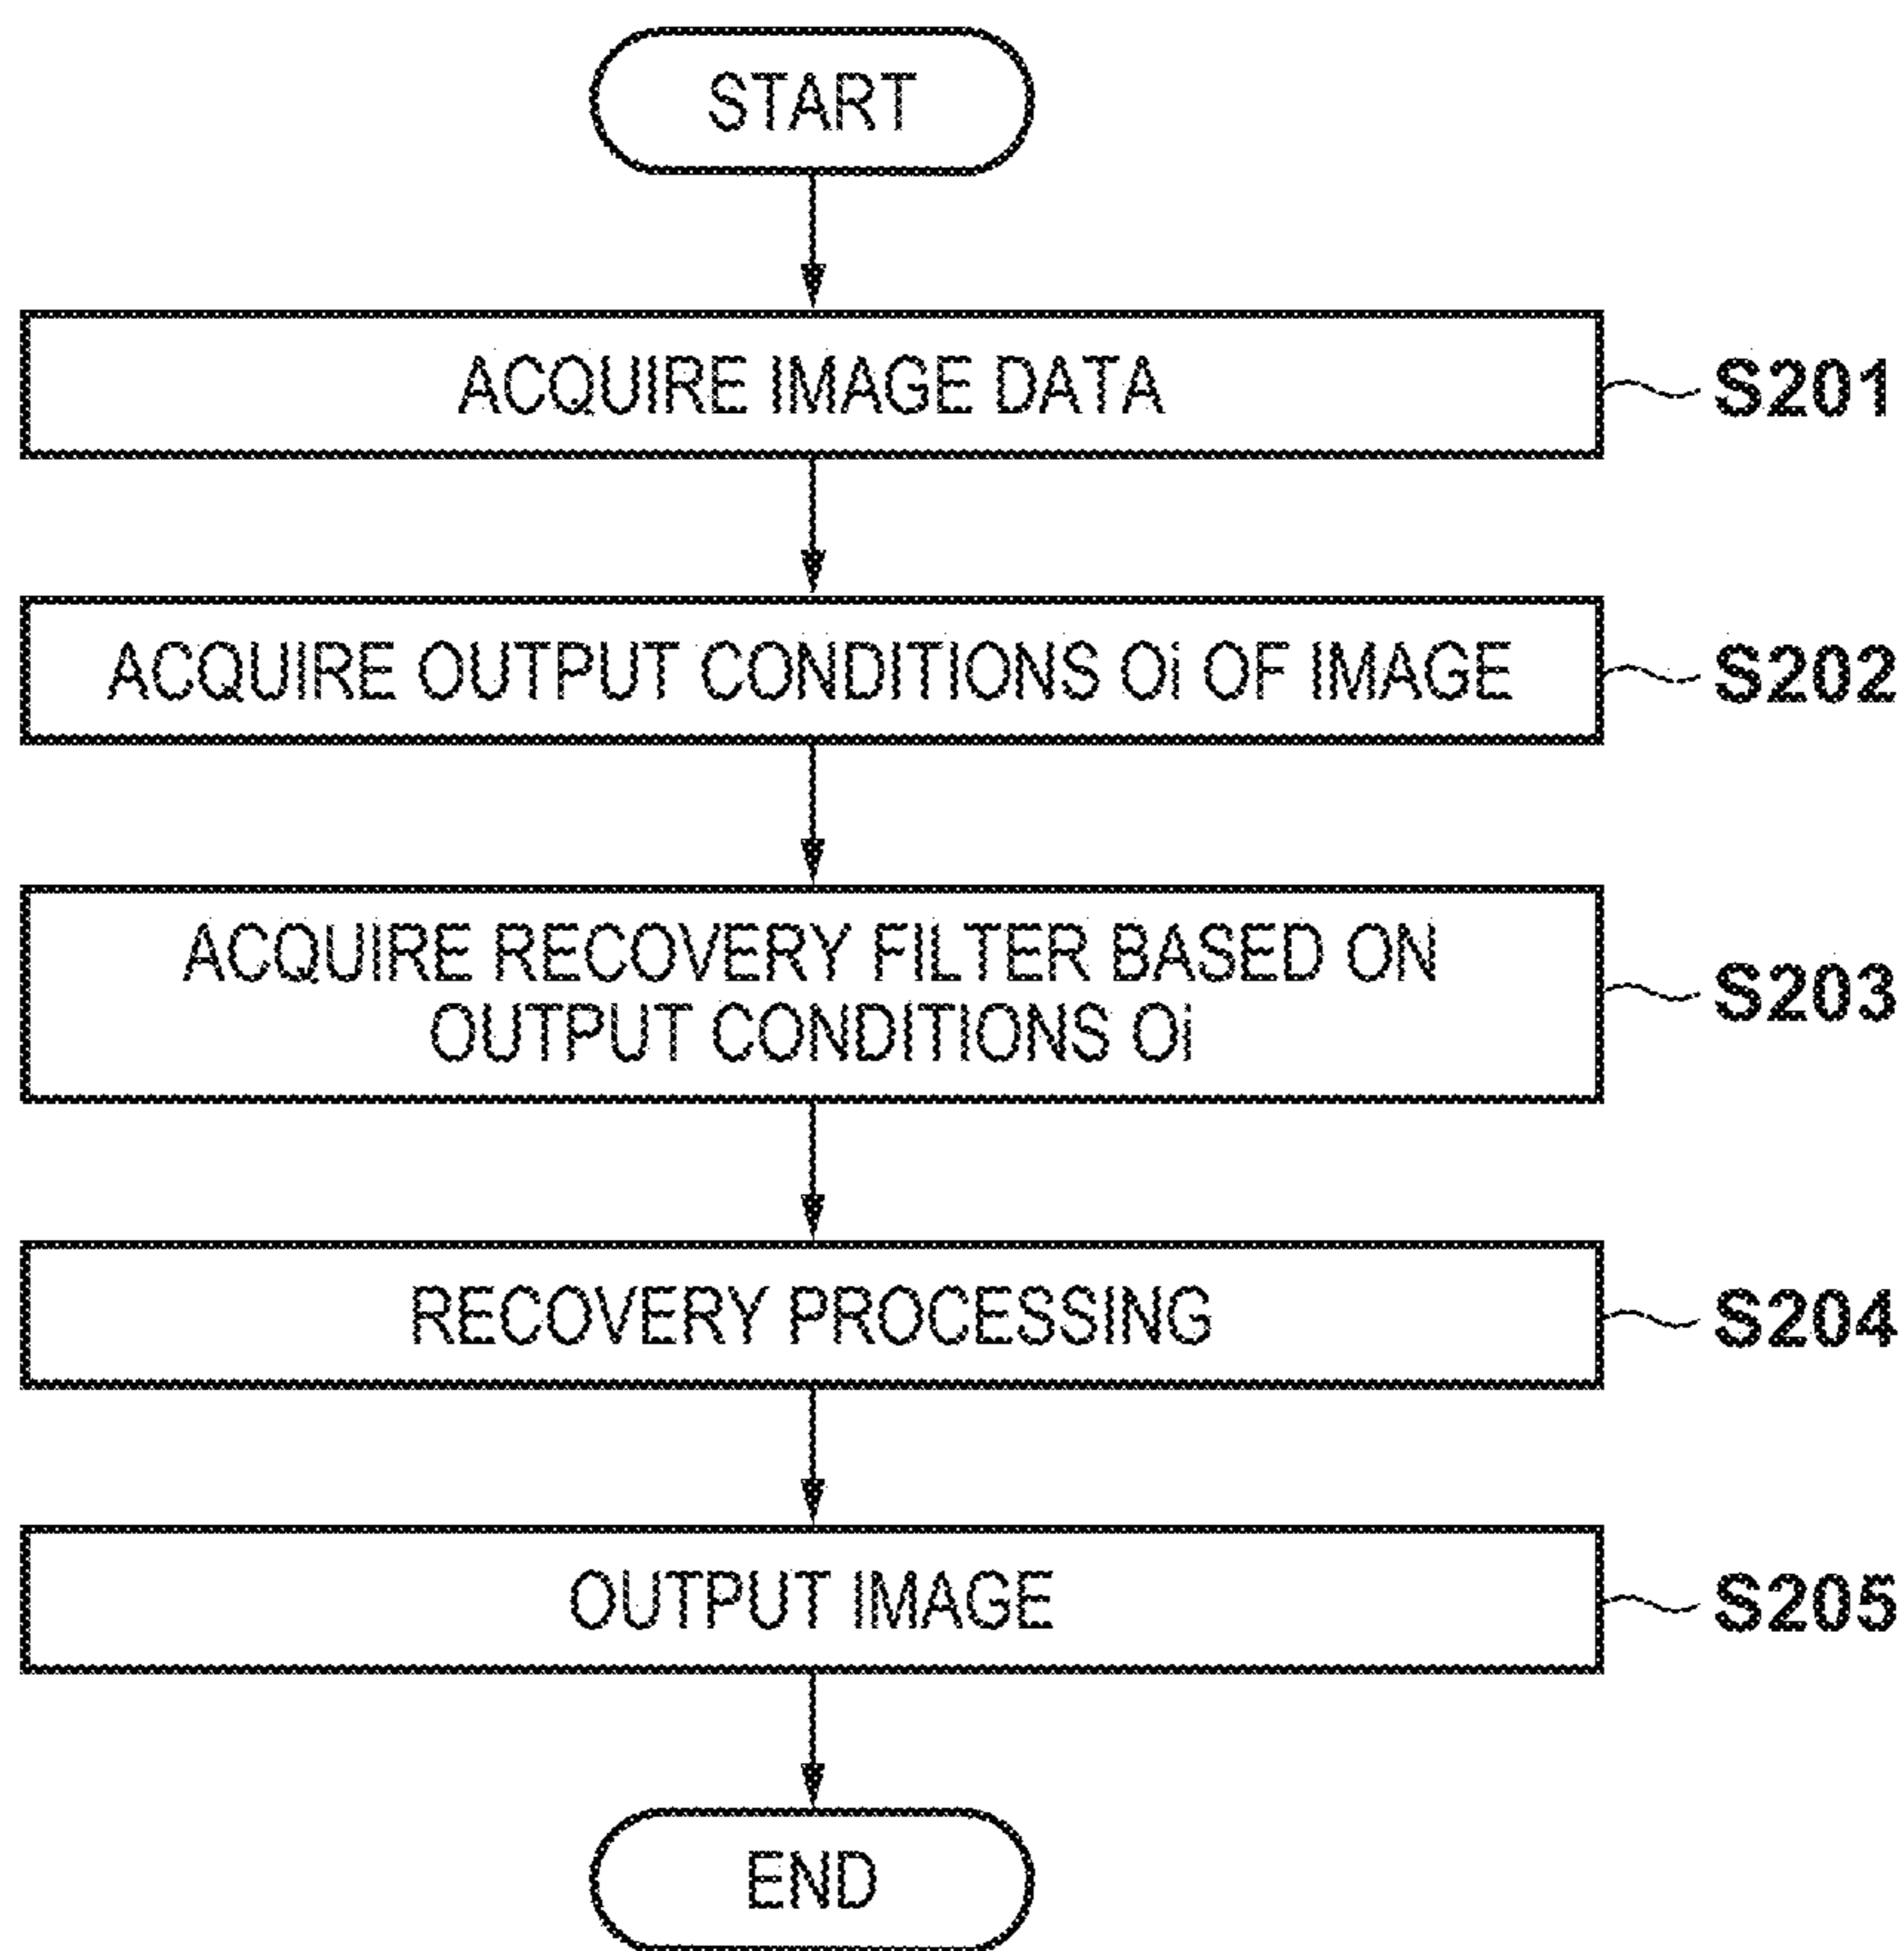 START
ACQUIRE IMAGE DATA
S201
ACQUIRE OUTPUT CONDITIONS Oi OF IMAGE
S202
ACQUIRE RECOVERY FILTER BASED ON
OUTPUT CONDITIONS Oi
S203
RECOVERY PROCESSING
S204
OUTPUT IMAGE
S205
END